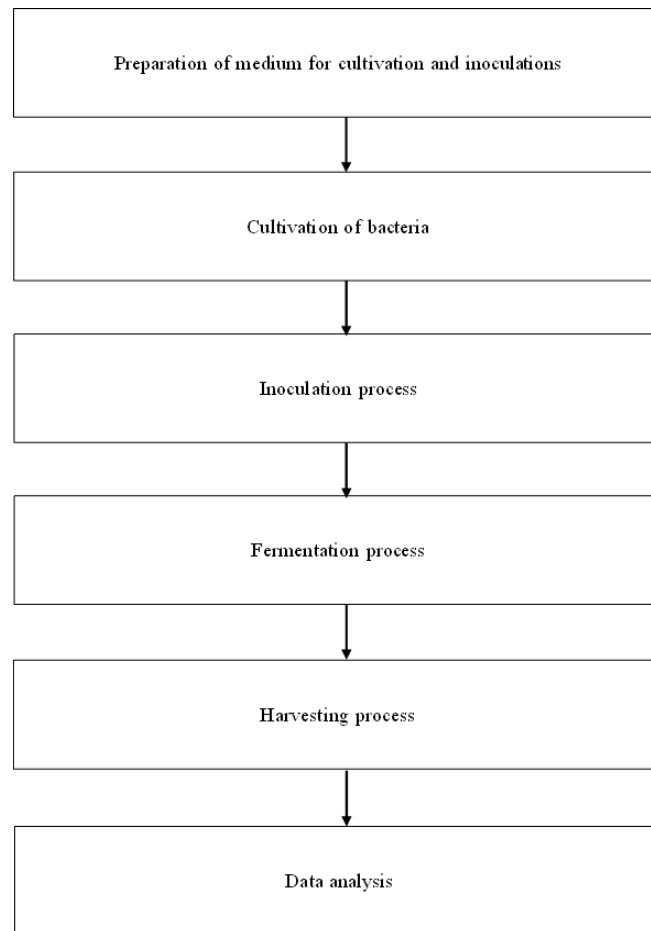 Preparation of medium for cultivation and inoculations
Cultivation of bacteria
Inoculation process
Fermentation process
Harvesting process
Data analysis